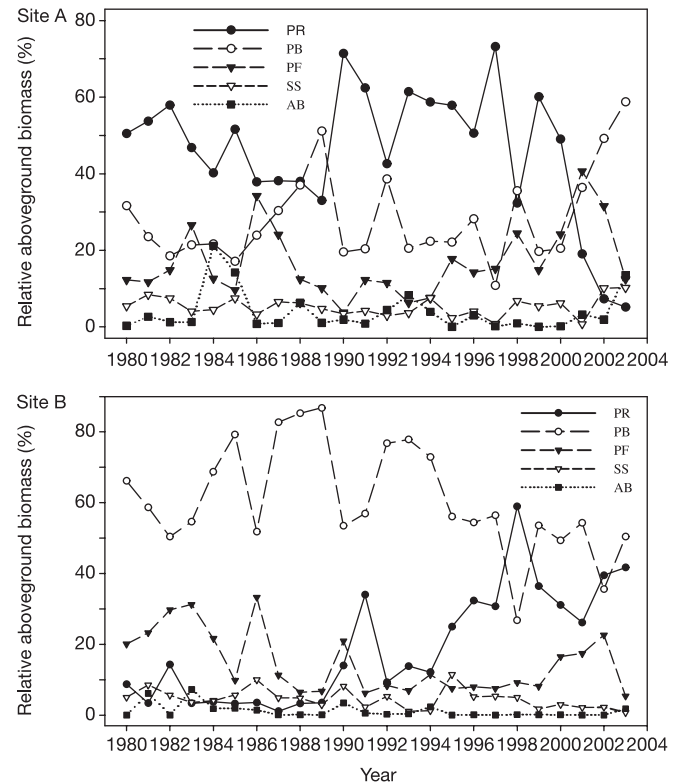 Site A
Relative aboveground biomass (%)
80
60
40
20
0
PR
PB
PF
SS
AB
1980 1982 1984 1986 1988 1990 1992 1994 1996 1998 2000 2002 2004
Site B
Relative aboveground biomass (%)
80
60
40
20
0
PR
PB
PF
SS
AB
1980 1982 1984 1986 1988 1990 1992 1994 1996 1998 2000 2002 2004
Year